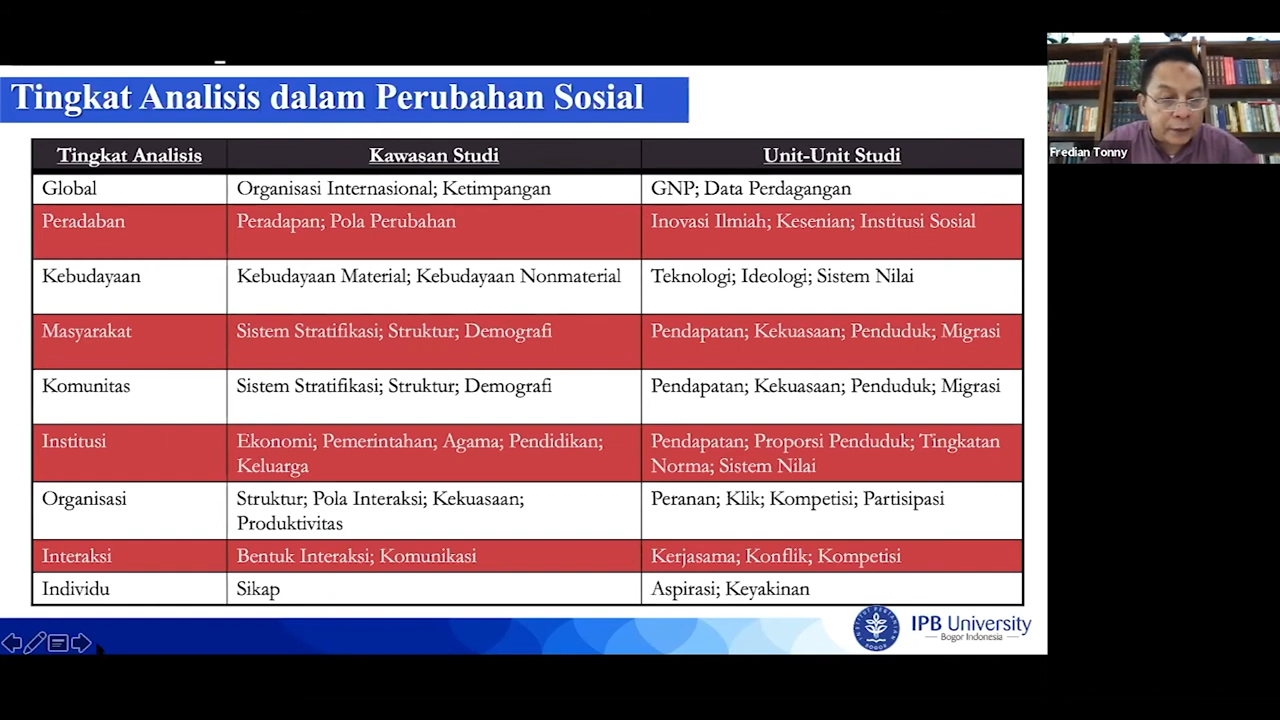 Tingkat Analisis dalam Perubahan Sosial
Fredian Tonny
Tingkat Analisis Kawasan Studi Unit-Unit Studi
Global Organisasi Internasional; Ketimpangan GNP; Data Perdagangan
Peradaban Peradapan; Pola Perubahan Inovasi Ilmiah; Kesenian; Institusi Sosial
Kebudayaan Kebudayaan Material; Kebudayaan Nonmaterial Teknologi; Ideologi; Sistem Nilai
Masyarakat Sistem Stratifikasi; Struktur; Demografi Pendapatan; Kekuasaan; Penduduk; Migrasi
Komunitas Sistem Stratifikasi; Struktur; Demografi Pendapatan; Kekuasaan; Penduduk; Migrasi
Institusi Ekonomi; Pemerintahan; Agama; Pendidikan; Pendapatan; Proporsi Penduduk; Tingkatan
Keluarga Norma; Sistem Nilai
Organisasi Struktur; Pola Interaksi; Kekuasaan; Peranan; Klik; Kompetisi; Partisipasi
Produktivitas
Interaksi Bentuk Interaksi; Komunikasi Kerjasama; Konflik; Kompetisi
Individu Sikap Aspirasi; Keyakinan
IPB University
Bogor Indonesia